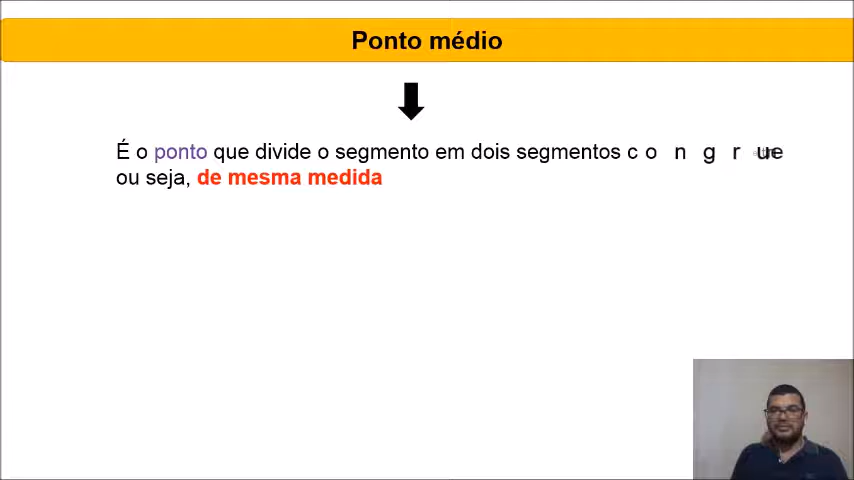 Ponto médio
É o ponto que divide o segmento em dois segmentos
ou seja, de mesma medida